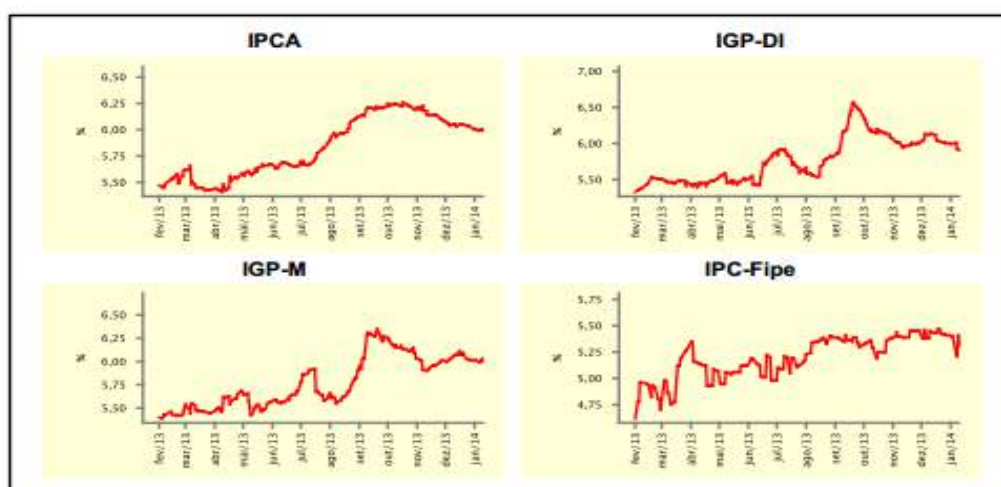 IPCA
6,50
6,25
6,00
5,75
5,50
%
fev/13
mar/13
abr/13
mai/13
jun/13
jul/13
ago/13
set/13
out/13
nov/13
dez/13
jan/14
IGP-DI
7,00
6,50
6,00
5,50
%
fev/13
mar/13
abr/13
mai/13
jun/13
jul/13
ago/13
set/13
out/13
nov/13
dez/13
jan/14
IGP-M
6,50
6,25
6,00
5,75
5,50
%
fev/13
mar/13
abr/13
mai/13
jun/13
jul/13
ago/13
set/13
out/13
nov/13
dez/13
jan/14
IPC-Fipe
5,75
5,50
5,25
5,00
4,75
%
fev/13
mar/13
abr/13
mai/13
jun/13
jul/13
ago/13
set/13
out/13
nov/13
dez/13
jan/14